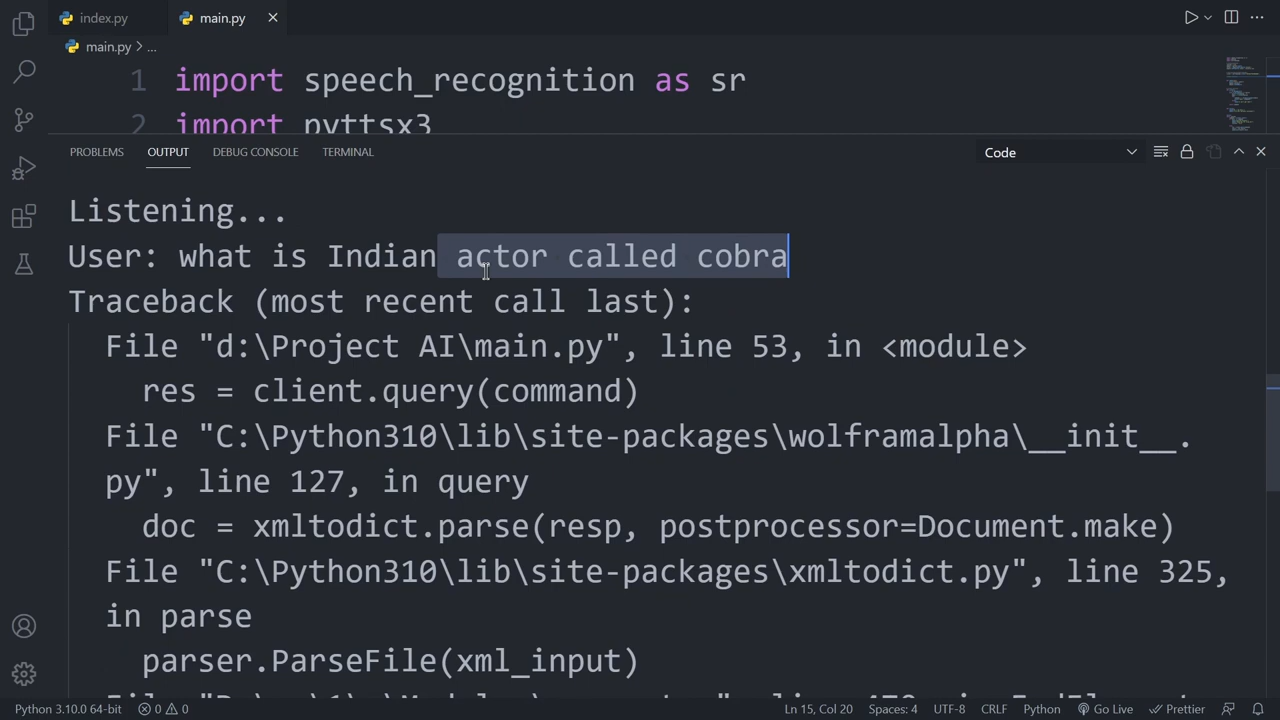 index.py
main.py
main.py > ...
1 import speech_recognition as sr
2 import pyttsx3
PROBLEMS OUTPUT DEBUG CONSOLE TERMINAL
Code
Listening...
User: what is Indian actor called cobra
Traceback (most recent call last):
File "d:\Project AI\main.py", line 53, in <module>
res = client.query(command)
File "C:\Python310\lib\site-packages\wolframalpha\__init__.
py", line 127, in query
doc = xmltodict.parse(resp, postprocessor=Document.make)
File "C:\Python310\lib\site-packages\xmltodict.py", line 325,
in parse
parser.ParseFile(xml_input)
Python 3.10.0 64-bit 0 0 Ln 15, Col 20 Spaces: 4 UTF-8 CRLF Python Go Live Prettier